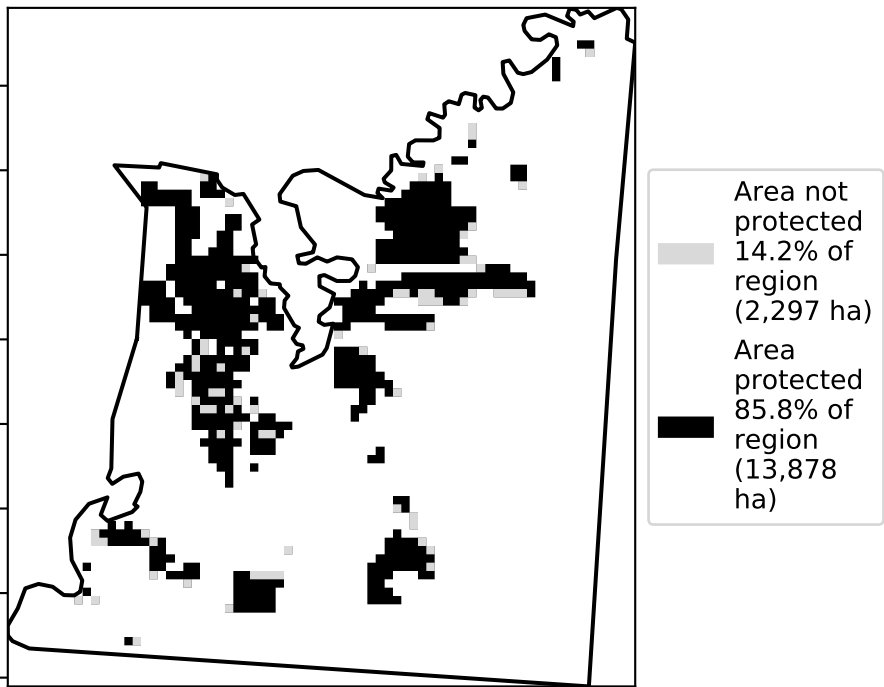 Area not
protected
14.2% of
region
(2,297 ha)
Area
protected
85.8% of
region
(13,878
ha)